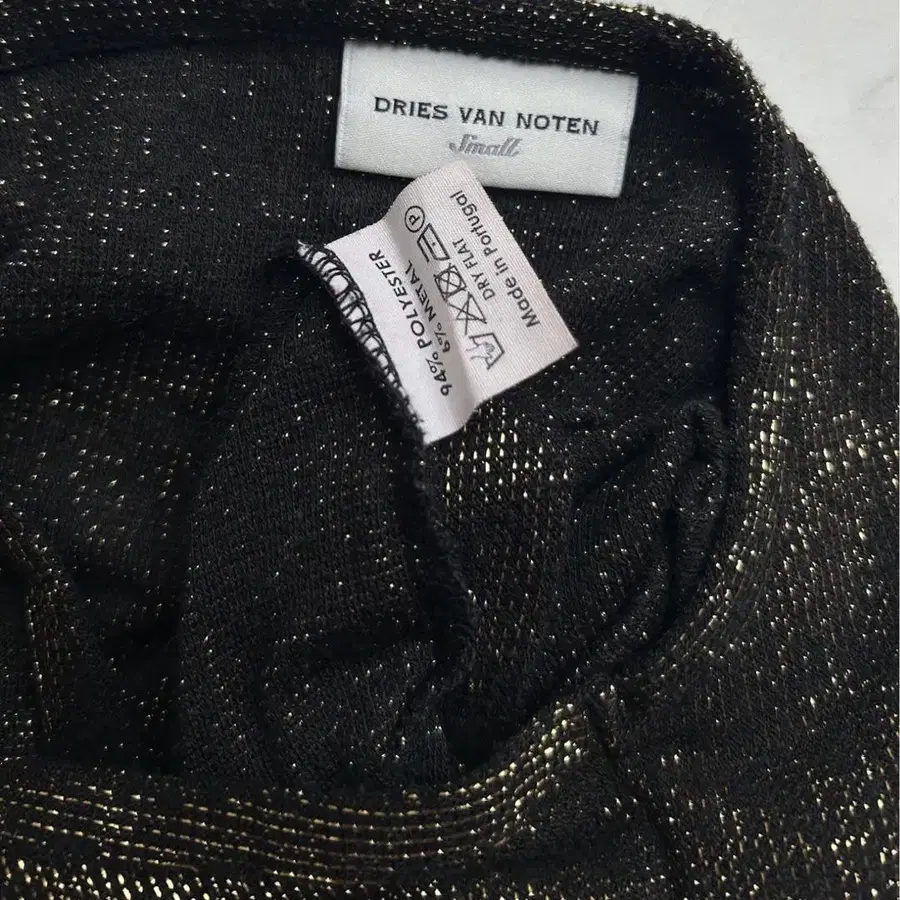 DRIES VAN NOTEN
Small
94% POLYESTER
6% METAL
P
DRY FLAT
Made in Portugal